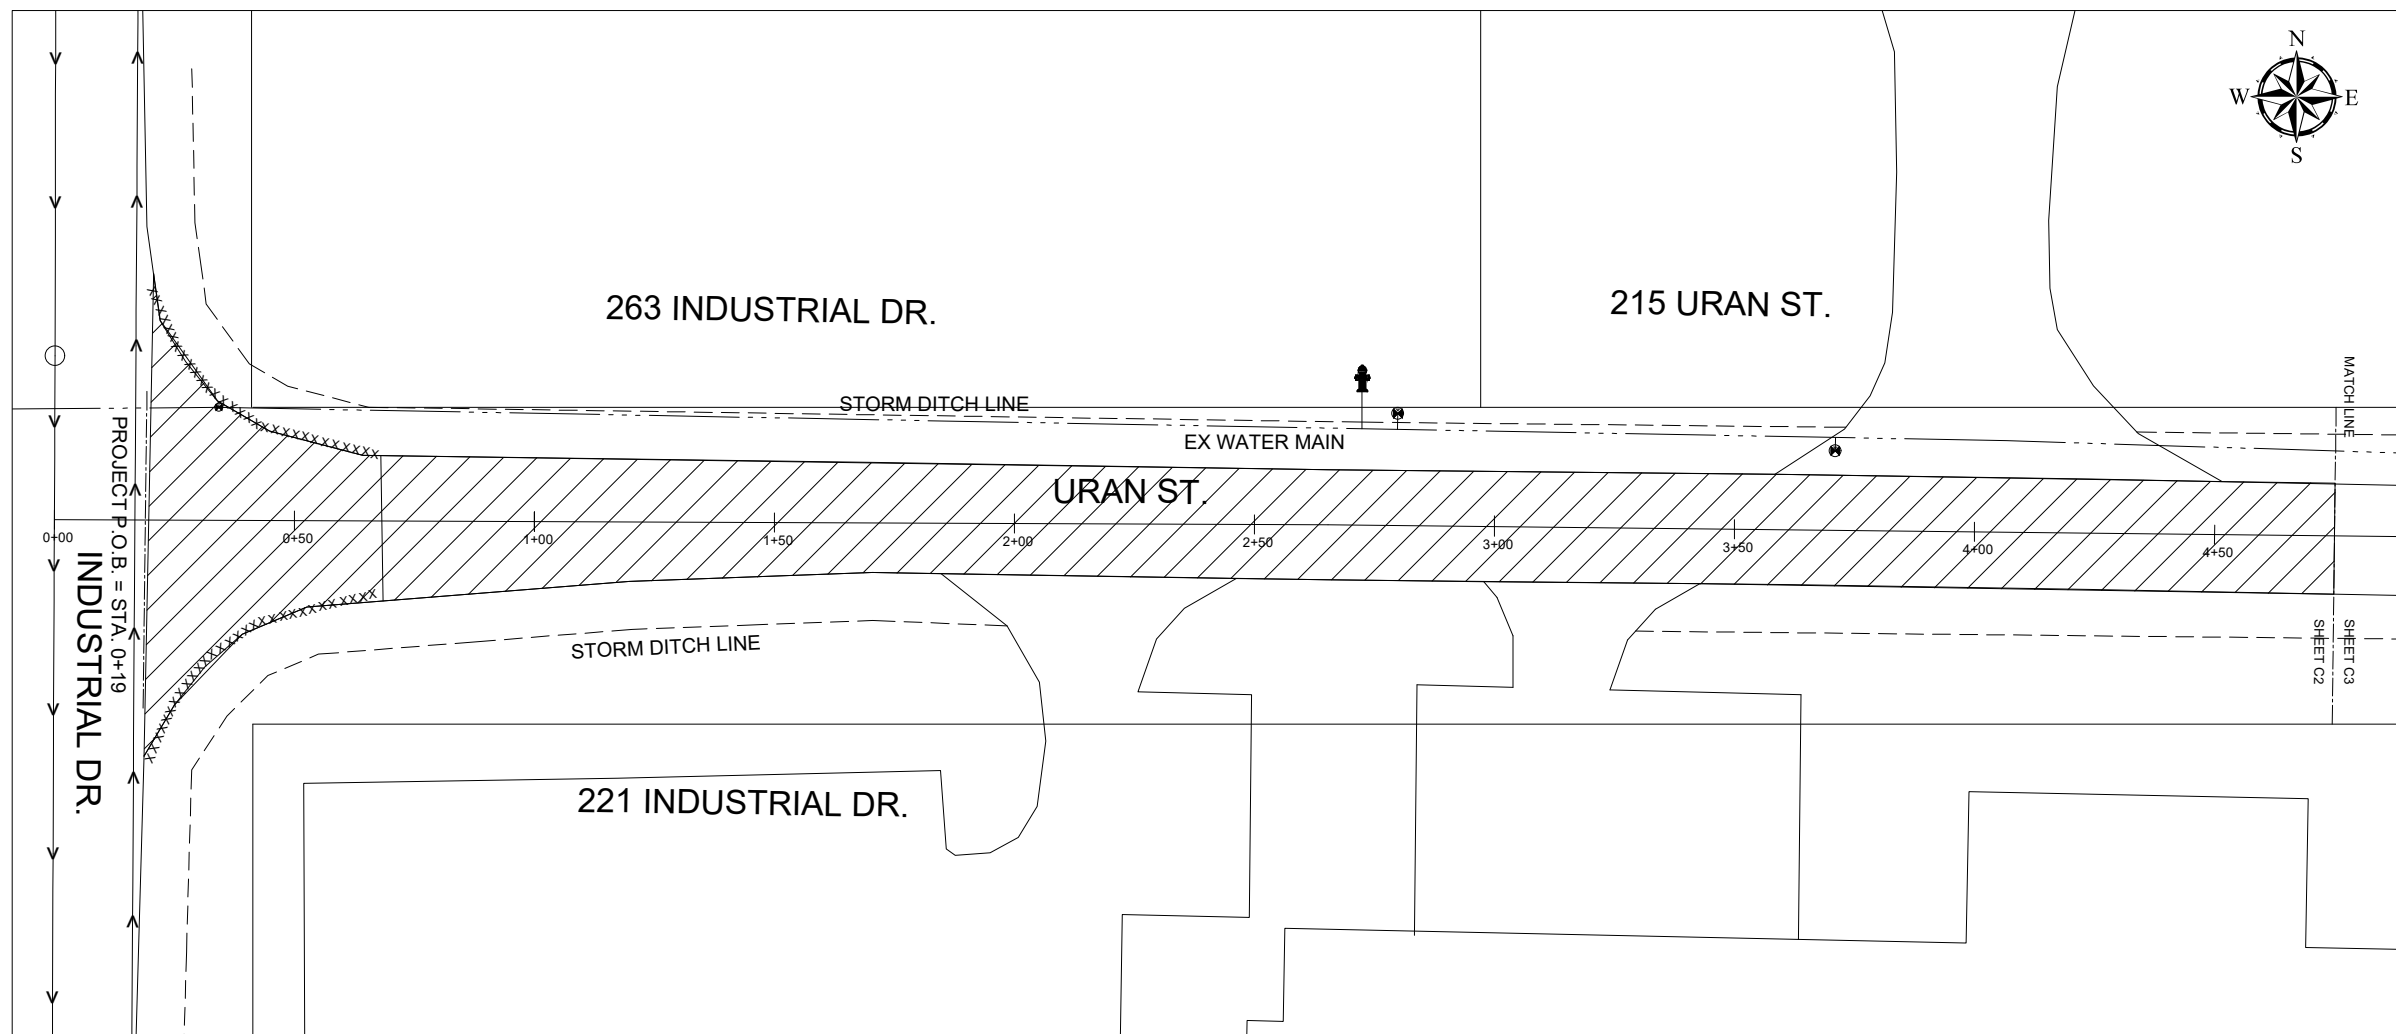 N
W E
S
263 INDUSTRIAL DR.
215 URAN ST.
MATCH LINE
STORM DITCH LINE
EX WATER MAIN
URAN ST.
PROJECT P.O.B. = STA. 0+19
INDUSTRIAL DR.
0+00
0+50
1+00
1+50
2+00
2+50
3+00
3+50
4+00
4+50
STORM DITCH LINE
SHEET C2
SHEET C3
221 INDUSTRIAL DR.